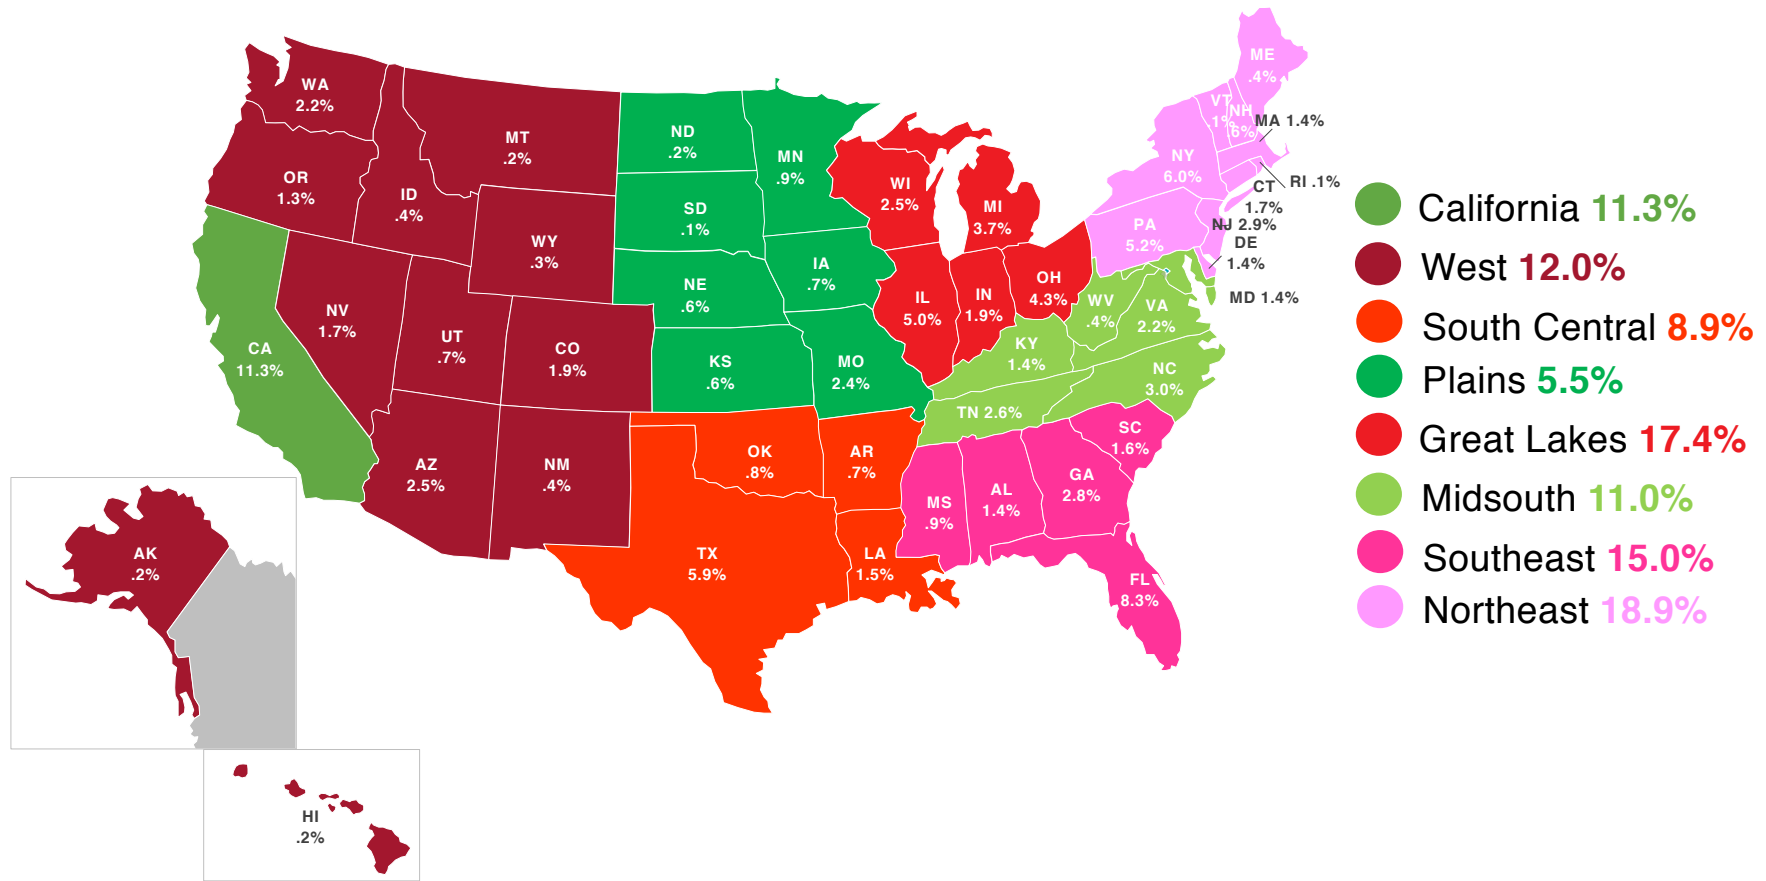 WA
2.2%
OR
1.3%
ID
.4%
MT
.2%
WY
.3%
NV
1.7%
UT
.7%
CO
1.9%
CA
11.3%
AZ
2.5%
NM
.4%
AK
.2%
HI
.2%
ND
.2%
SD
.1%
NE
.6%
KS
.6%
MN
.9%
IA
.7%
MO
2.4%
OK
.8%
AR
.7%
TX
5.9%
LA
1.5%
WI
2.5%
MI
3.7%
IL
5.0%
IN
1.9%
OH
4.3%
WV
.4%
VA
2.2%
KY
1.4%
NC
3.0%
TN 2.6%
SC
1.6%
MS
.9%
AL
1.4%
GA
2.8%
FL
8.3%
ME
.4%
VT
.1%
NH
.6%
MA 1.4%
NY
6.0%
RI .1%
CT
1.7%
PA
5.2%
NJ 2.9%
DE
1.4%
MD 1.4%
California 11.3%
West 12.0%
South Central 8.9%
Plains 5.5%
Great Lakes 17.4%
Midsouth 11.0%
Southeast 15.0%
Northeast 18.9%